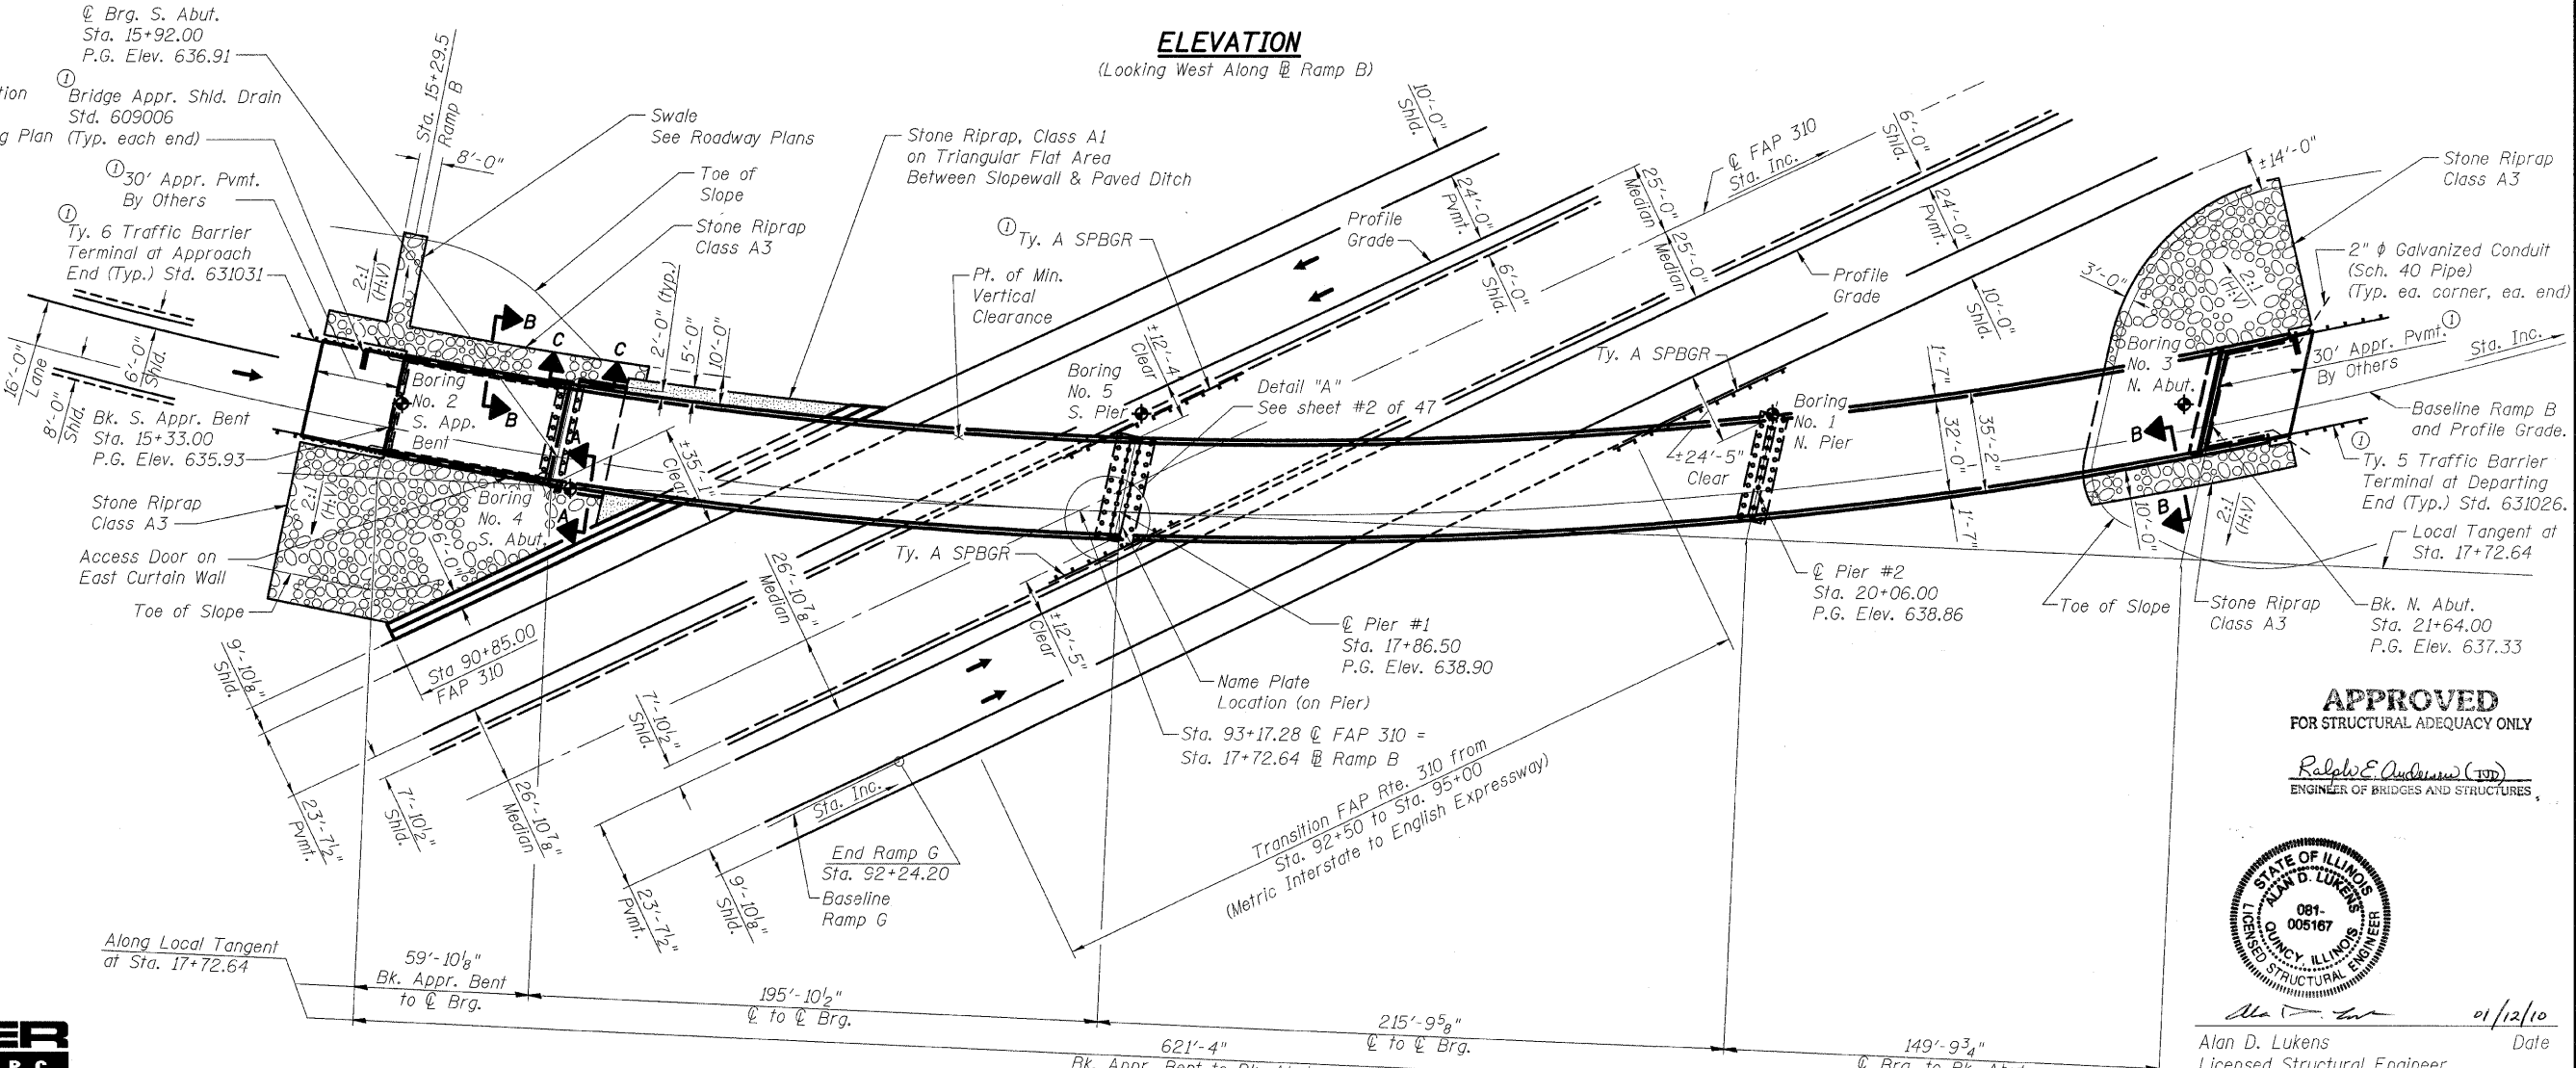 ℄ Brg. S. Abut.
Sta. 15+92.00
P.G. Elev. 636.91
① Bridge Appr. Shld. Drain
Std. 609006
(Typ. each end)
g Plan
① 30' Appr. Pvmt.
By Others
① Ty. 6 Traffic Barrier
Terminal at Approach
End (Typ.) Std. 631031
Sta. 15+29.5
Ramp B
8'-0"
ELEVATION
(Looking West Along ℄ Ramp B)
Swale
See Roadway Plans
Toe of
Slope
Stone Riprap
Class A3
Stone Riprap, Class A1
on Triangular Flat Area
Between Slopewall & Paved Ditch
① Ty. A SPBGR
Pt. of Min.
Vertical
Clearance
10'-0"
Shld.
24'-0"
Pvmt.
Profile
Grade
6'-0"
Shld.
25'-0"
Median
25'-0"
Median
℄ FAP 310
Sta. Inc.
6'-0"
Shld.
24'-0"
Pvmt.
Profile
Grade
10'-0"
Shld.
±14'-0"
Stone Riprap
Class A3
2" φ Galvanized Conduit
(Sch. 40 Pipe)
(Typ. ea. corner, ea. end)
3'-0"
2:1
(H:V)
Boring
No. 3
N. Abut.
30' Appr. Pvmt. ①
By Others
Sta. Inc.
Baseline Ramp B
and Profile Grade.
① Ty. 5 Traffic Barrier
Terminal at Departing
End (Typ.) Std. 631026.
Local Tangent at
Sta. 17+72.64
16'-0"
Lane
6'-0"
Shld.
8'-0"
Shld.
2:1
(H:V)
B
C
C
2'-0" (typ.)
5'-0"
10'-0"
Boring
No. 2
S. App.
Bent
B
Bk. S. Appr. Bent
Sta. 15+33.00
P.G. Elev. 635.93
Stone Riprap
Class A3
2:1
(H:V)
Access Door on
East Curtain Wall
Toe of Slope
6'-0"
A
Boring
No. 4
S. Abut.
A
±35'-1"
Clear
Boring
No. 5
S. Pier
±12'-4"
Clear
Detail "A"
See sheet #2 of 47
Ty. A SPBGR
±24'-5"
Clear
Boring
No. 1
N. Pier
1'-7"
32'-0"
35'-2"
1'-7"
B
B
10'-0"
2:1
(H:V)
Ty. A SPBGR
26'-10⅞"
Median
±12'-5"
Clear
℄ Pier #1
Sta. 17+86.50
P.G. Elev. 638.90
℄ Pier #2
Sta. 20+06.00
P.G. Elev. 638.86
Toe of Slope
Stone Riprap
Class A3
Bk. N. Abut.
Sta. 21+64.00
P.G. Elev. 637.33
Name Plate
Location (on Pier)
Sta. 93+17.28 ℄ FAP 310 =
Sta. 17+72.64 ℄ Ramp B
9'-10⅛"
Shld.
Sta 90+85.00
FAP 310
23'-7½"
Pvmt.
7'-10½"
Shld.
26'-10⅞"
Median
7'-10½"
Shld.
Sta. Inc.
End Ramp G
Sta. 92+24.20
Baseline
Ramp G
23'-7½"
Pvmt.
9'-10⅛"
Shld.
Transition FAP Rte. 310 from
Sta. 92+50 to Sta. 95+00
(Metric Interstate to English Expressway)
Along Local Tangent
at Sta. 17+72.64
59'-10⅛"
Bk. Appr. Bent
to ℄ Brg.
195'-10½"
℄ to ℄ Brg.
215'-9⅝"
℄ to ℄ Brg.
149'-9¾"
621'-4"
APPROVED
FOR STRUCTURAL ADEQUACY ONLY
Ralph E. Anderson (TJD)
ENGINEER OF BRIDGES AND STRUCTURES
STATE OF ILLINOIS
ALAN D. LUKENS
081-
005167
QUINCY, ILLINOIS
LICENSED STRUCTURAL ENGINEER
01/12/10
Alan D. Lukens
Date
Licensed Structural Engineer